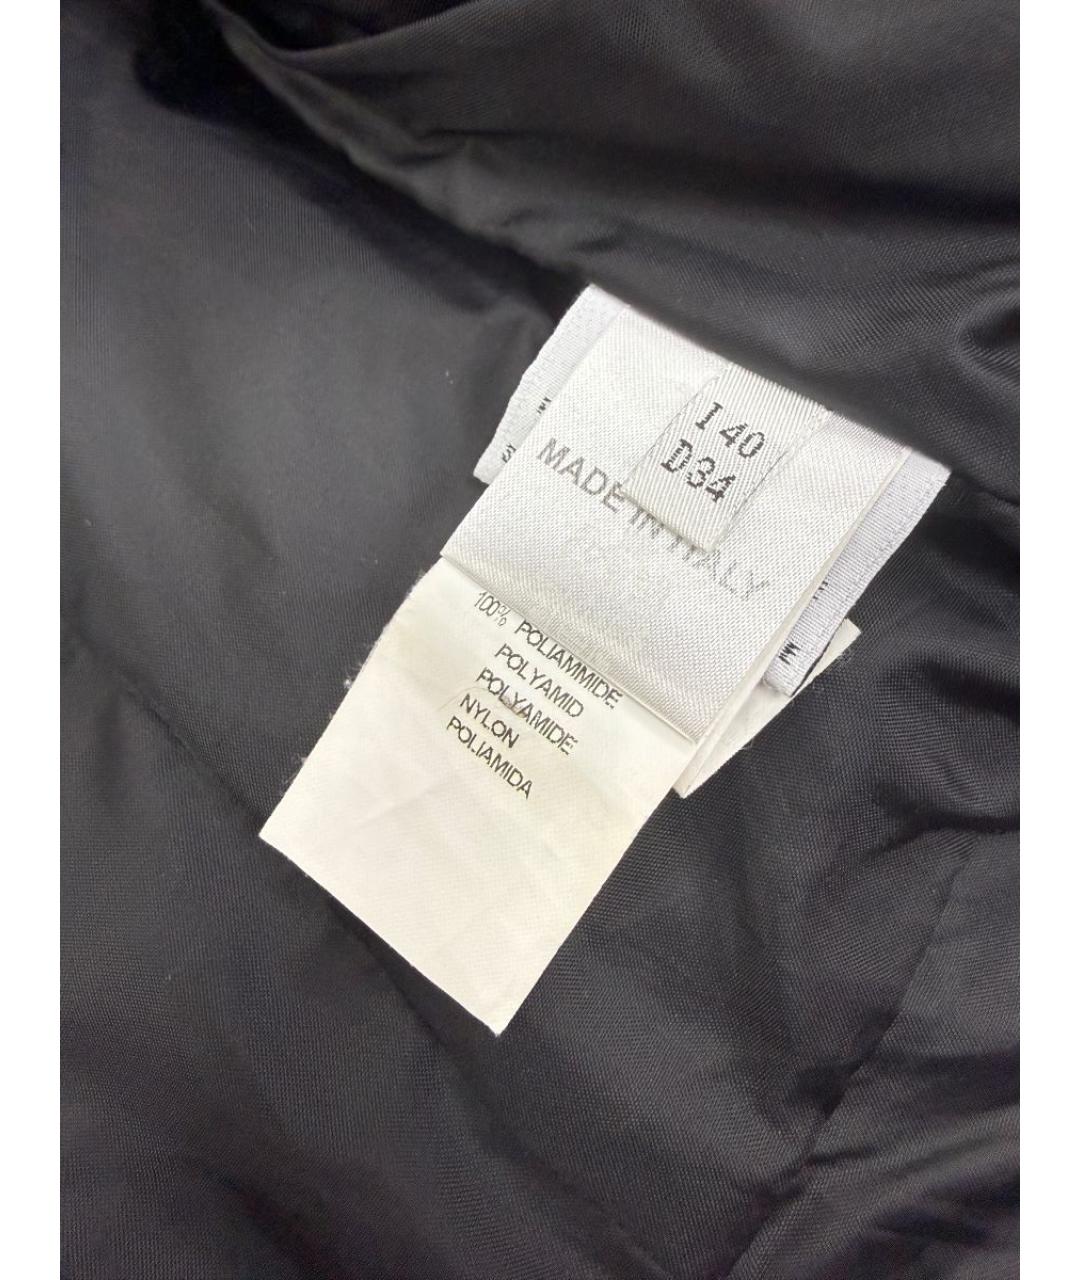 I 40
D34
MADE IN ITALY
100% POLIAMMIDE
POLYAMID
POLYAMIDE
NYLON
POLIAMIDA